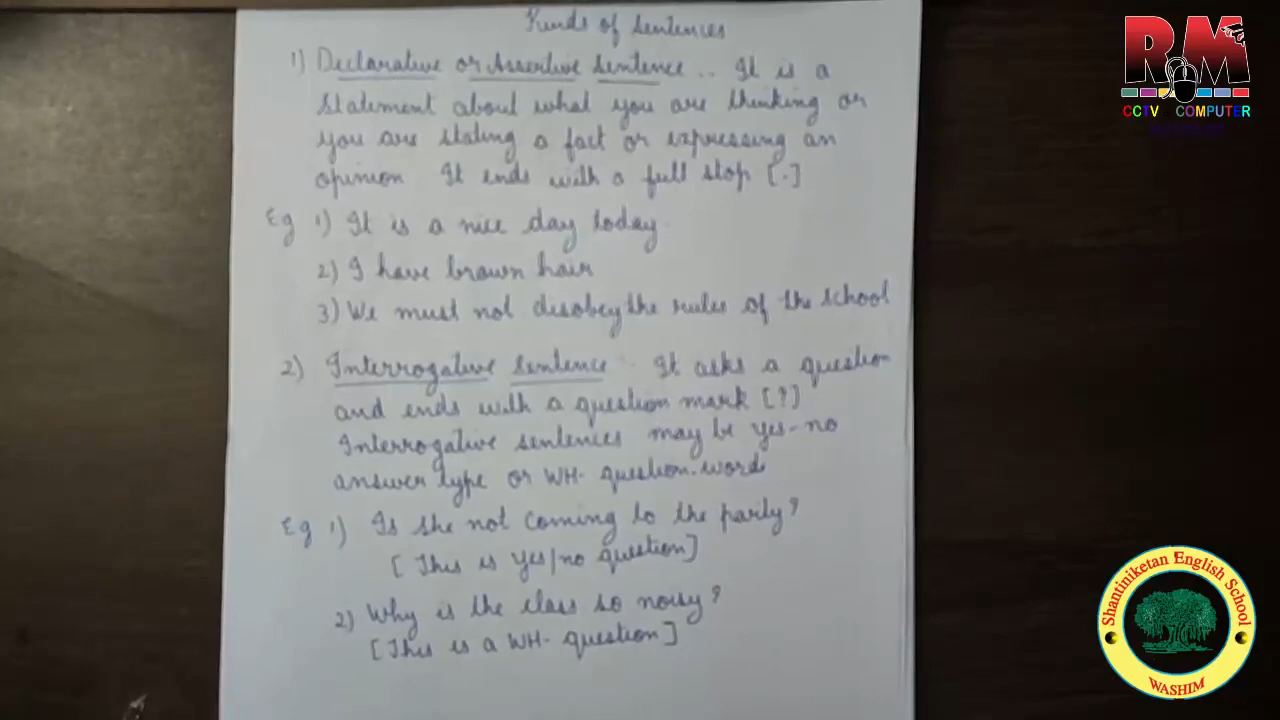 Kinds of Sentences
1) Declarative or Assertive Sentence .. It is a
statement about what you are thinking or
you are stating a fact or expressing an
opinion It ends with a full stop [.]
Eg 1) It is a nice day today.
2) I have brown hair
3) We must not disobey the rules of the school
2) Interrogative Sentence - It asks a question
and ends with a question mark [?]
Interrogative sentences may be yes-no
answer type or WH- question-word
Eg 1) Is she not coming to the party?
[This is yes/no question]
2) Why is the class so noisy?
[This is a WH- question]
RM
CCTV COMPUTER
Shantiniketan English School
WASHIM